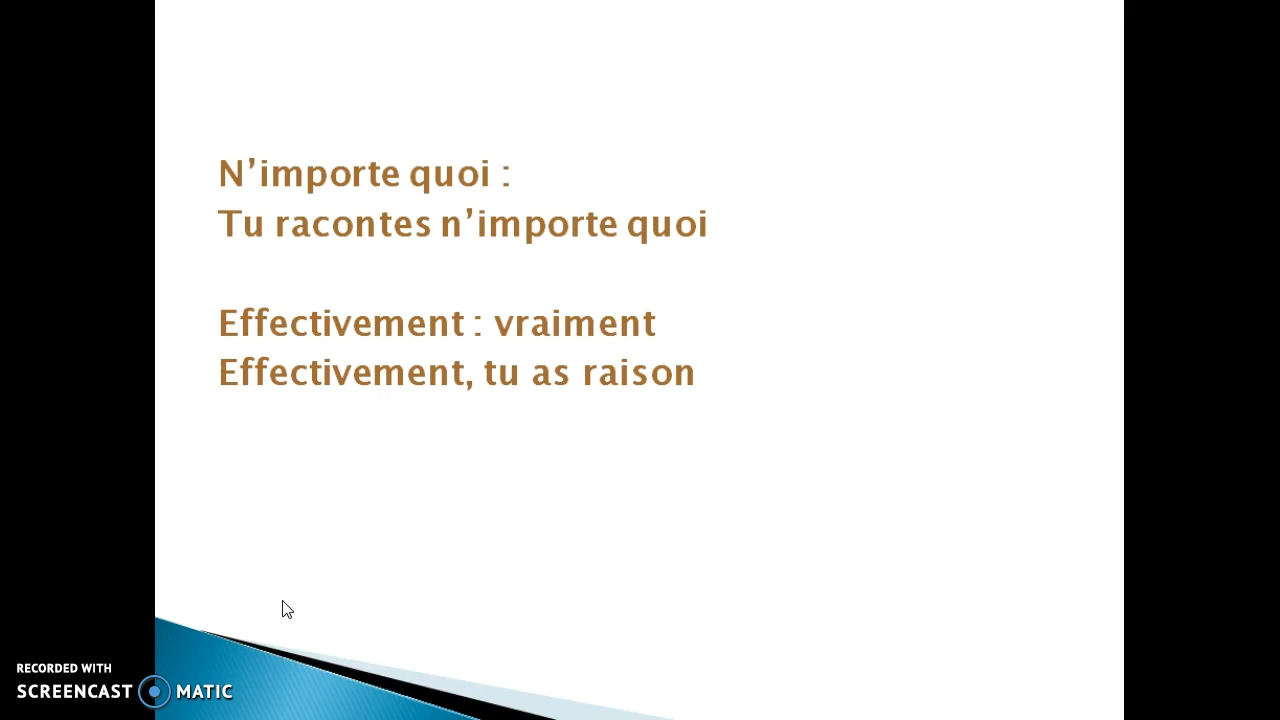 N’importe quoi :
Tu racontes n’importe quoi
Effectivement : vraiment
Effectivement, tu as raison
RECORDED WITH
SCREENCAST MATIC